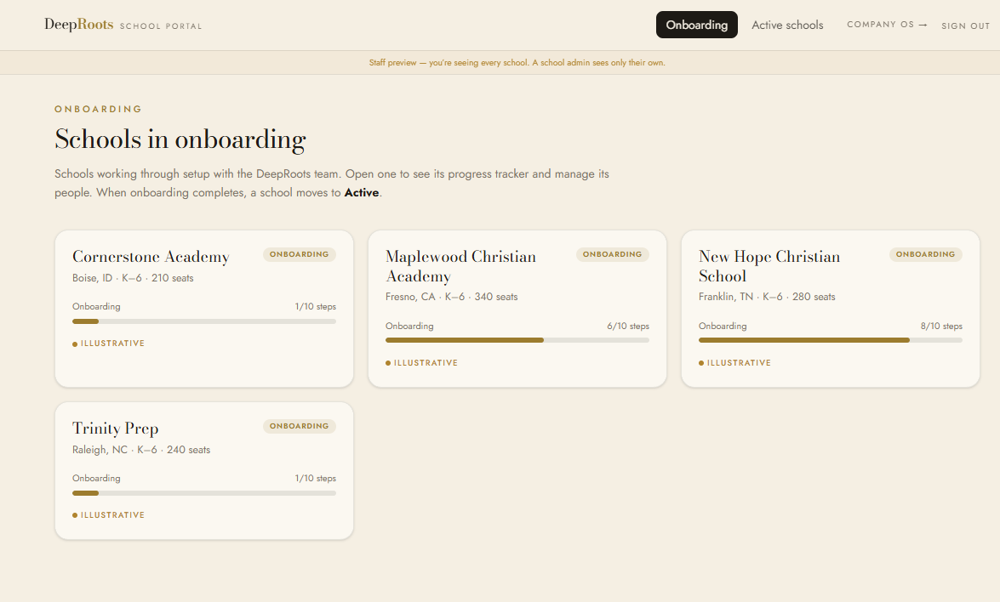 DeepRoots SCHOOL PORTAL
Onboarding
Active schools
COMPANY OS →
SIGN OUT
Staff preview — you're seeing every school. A school admin sees only their own.
ONBOARDING
Schools in onboarding
Schools working through setup with the DeepRoots team. Open one to see its progress tracker and manage its
people. When onboarding completes, a school moves to Active.
Cornerstone Academy
ONBOARDING
Boise, ID · K–6 · 210 seats
Onboarding
1/10 steps
ILLUSTRATIVE
Maplewood Christian
Academy
ONBOARDING
Fresno, CA · K–6 · 340 seats
Onboarding
6/10 steps
ILLUSTRATIVE
New Hope Christian
School
ONBOARDING
Franklin, TN · K–6 · 280 seats
Onboarding
8/10 steps
ILLUSTRATIVE
Trinity Prep
ONBOARDING
Raleigh, NC · K–6 · 240 seats
Onboarding
1/10 steps
ILLUSTRATIVE